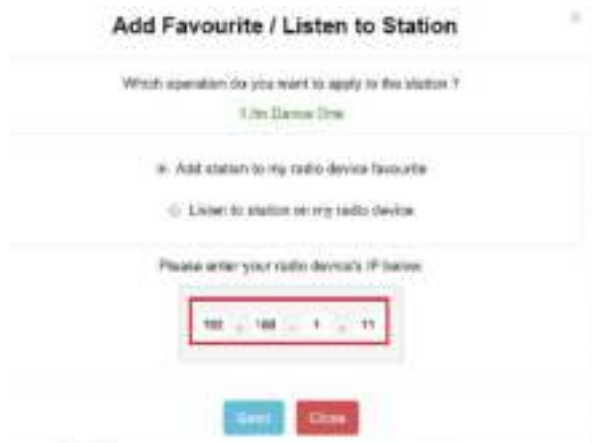 Add Favourite / Listen to Station
Which operation do you want to apply to the station ?
1.fm Dance One
Add station to my radio device favourite
Listen to station on my radio device
Please enter your radio device's IP below
192 . 168 . 1 . 11
Send Close